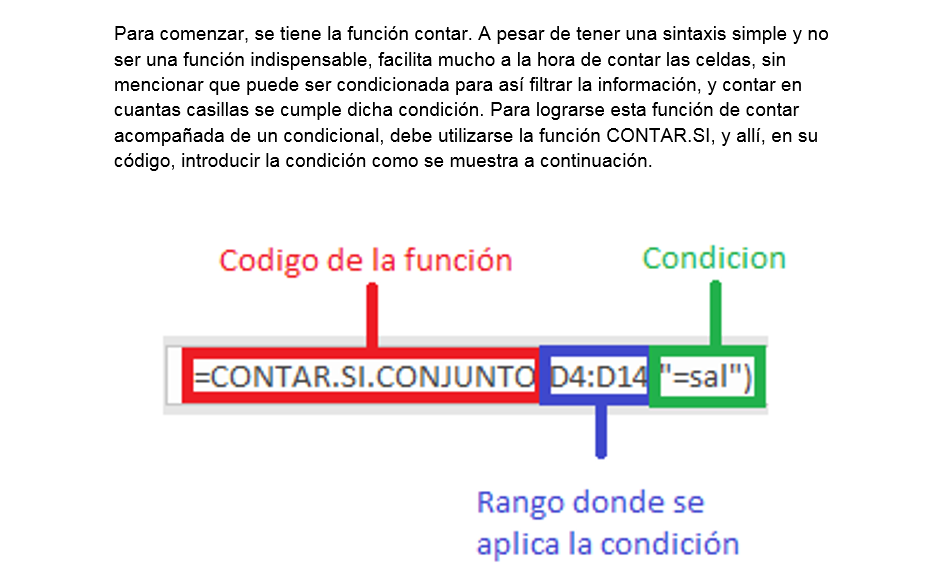 Para comenzar, se tiene la función contar. A pesar de tener una sintaxis simple y no
ser una función indispensable, facilita mucho a la hora de contar las celdas, sin
mencionar que puede ser condicionada para así filtrar la información, y contar en
cuantas casillas se cumple dicha condición. Para lograrse esta función de contar
acompañada de un condicional, debe utilizarse la función CONTAR.SI, y allí, en su
código, introducir la condición como se muestra a continuación.
Codigo de la función
Condicion
=CONTAR.SI.CONJUNTO D4:D14 "=sal")
Rango donde se
aplica la condición